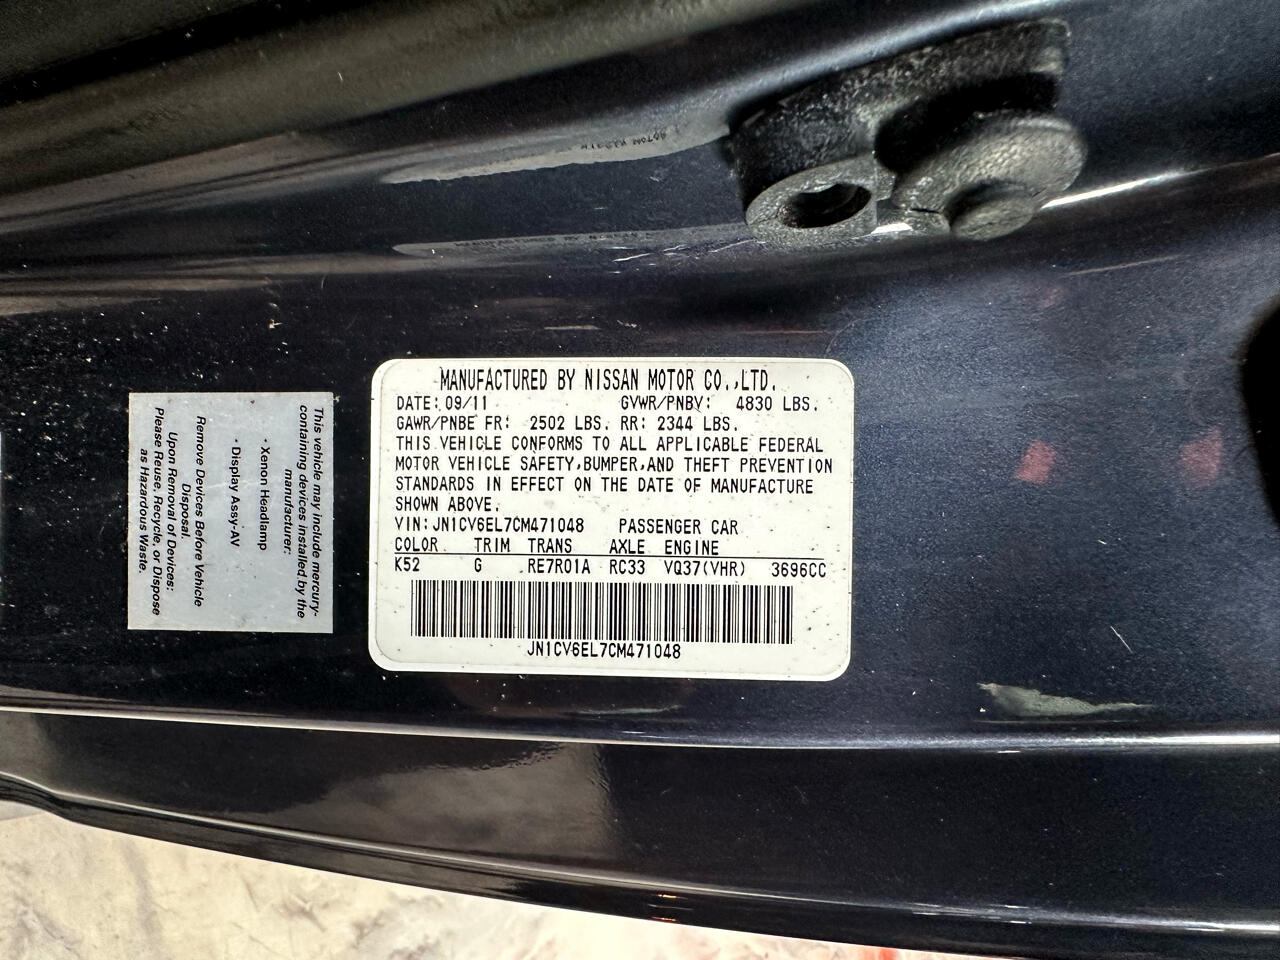 This vehicle may include mercury-
containing devices installed by the
manufacturer:
• Xenon Headlamp
• Display Assy-AV
Remove Devices Before Vehicle
Disposal.
Upon Removal of Devices:
Please Reuse, Recycle, or Dispose
as Hazardous Waste.
MANUFACTURED BY NISSAN MOTOR CO.,LTD.
DATE: 09/11 GVWR/PNBV: 4830 LBS.
GAWR/PNBE FR: 2502 LBS. RR: 2344 LBS.
THIS VEHICLE CONFORMS TO ALL APPLICABLE FEDERAL
MOTOR VEHICLE SAFETY,BUMPER,AND THEFT PREVENTION
STANDARDS IN EFFECT ON THE DATE OF MANUFACTURE
SHOWN ABOVE.
VIN:JN1CV6EL7CM471048 PASSENGER CAR
COLOR TRIM TRANS AXLE ENGINE
K52 G RE7R01A RC33 VQ37(VHR) 3696CC
JN1CV6EL7CM471048